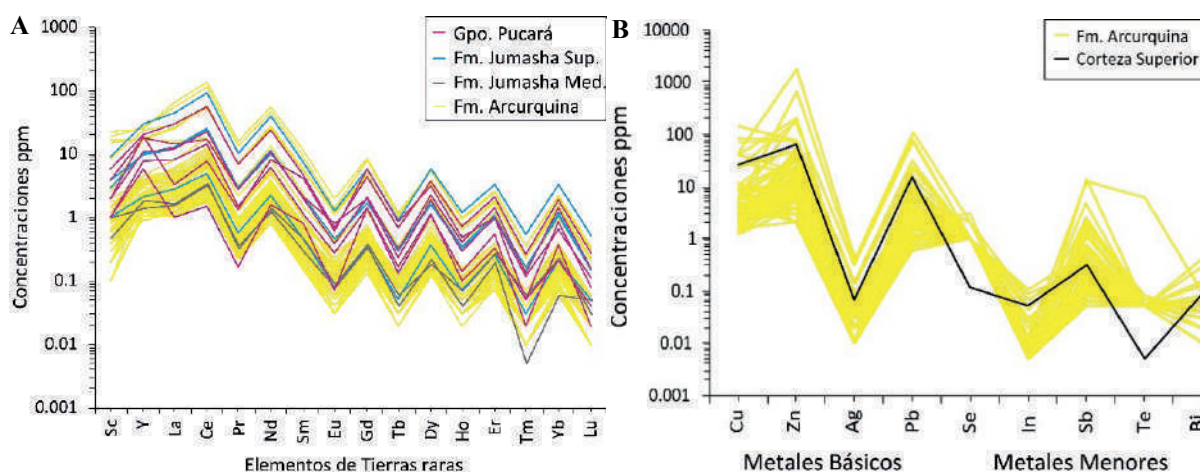 A
Concentraciones ppm
1000
100
10
1
0.1
0.01
0.001
Gpo. Pucará
Fm. Jumasha Sup.
Fm. Jumasha Med.
Fm. Arcurquina
Sc
Y
La
Ce
Pr
Nd
Sm
Eu
Gd
Tb
Dy
Ho
Er
Tm
Yb
Lu
Elementos de Tierras raras
B
Concentraciones ppm
10000
1000
100
10
1
0.1
0.01
0.001
Fm. Arcurquina
Corteza Superior
Cu
Zn
Ag
Pb
Se
In
Sb
Te
Bi
Metales Básicos
Metales Menores